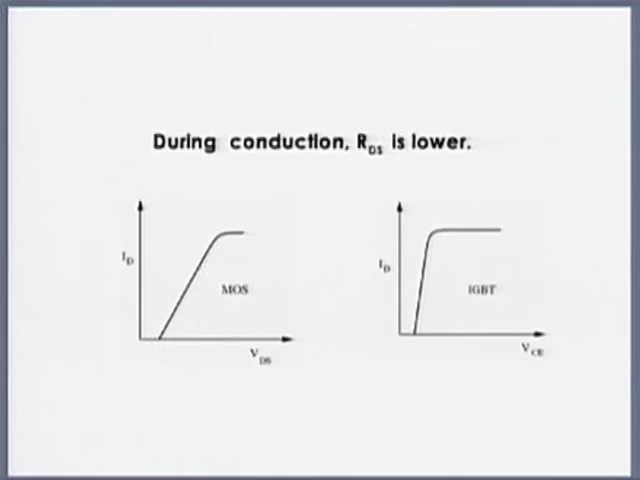 During conduction, R_DS is lower.
I_D
MOS
V_DS
I_D
IGBT
V_CE